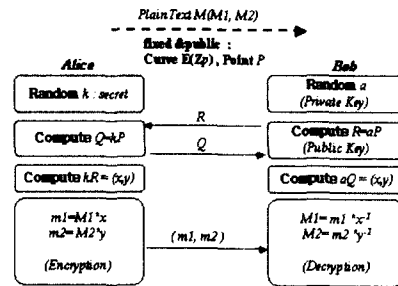 PlainText M(M1, M2)
fixed &public :
Curve E(Zp), Point P
Alice
Bob
Random k : secret
Random a
(Private Key)
R
Compute Q=kP
Compute R=aP
(Public Key)
Q
Compute kR = (x,y)
Compute aQ = (x,y)
m1=M1*x
m2=M2*y
(Encryption)
(m1, m2)
M1=m1 *x-1
M2=m2 *y-1
(Decryption)